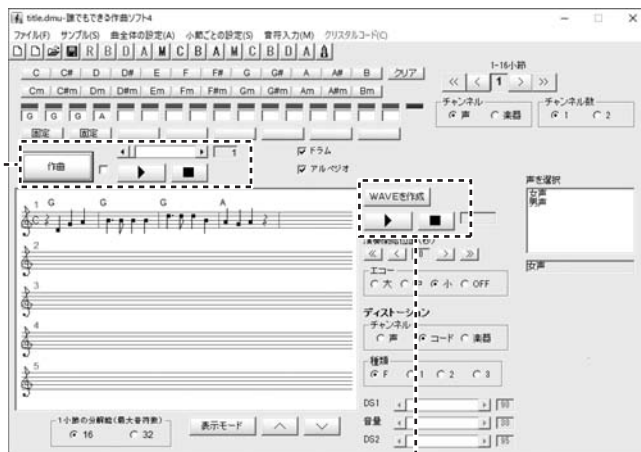 title.dmu-誰でもできる作曲ソフト4
ファイル(F) サンプル(S) 曲全体の設定(A) 小節ごとの設定(S) 音符入力(M) クリスタルコード(C)
R B D A M C B A M C B D A
C C# D D# E F F# G G# A A# B クリア
Cm C#m Dm D#m Em Fm F#m Gm G#m Am A#m Bm
G G G A
固定 固定
1-16小節
≪ < 1 > ≫
チャンネル
声 楽器
チャンネル数
1 2
作曲
1
ドラム
アルペジオ
WAVEを作成
声を選択
女声
男声
女声
1 G G G A
2
3
4
5
≪ < 0 > ≫
エコー
大 中 小 OFF
ディストーション
チャンネル
声 コード 楽器
種類
F 1 2 3
DS1
音量
DS2
1小節の分解能(最大音符数)
16 32
表示モード